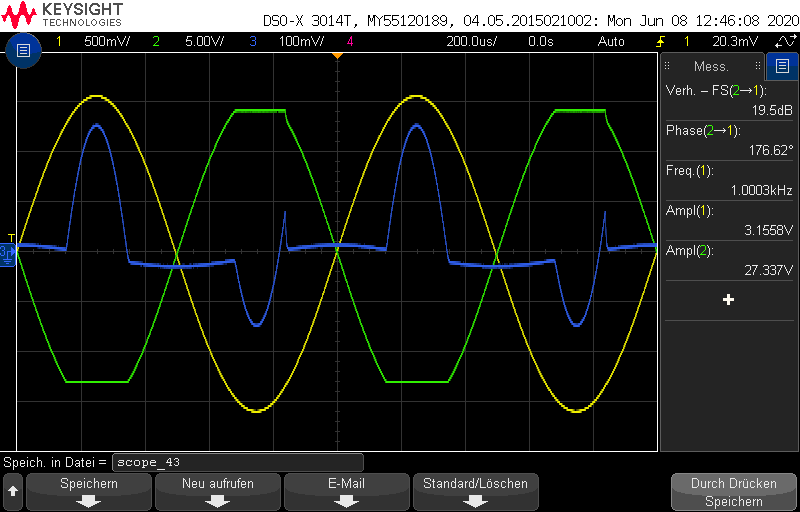 KEYSIGHT
TECHNOLOGIES
DSO-X 3014T, MY55120189, 04.05.2015021002: Mon Jun 08 12:46:08 2020
1 500mV/ 2 5.00V/ 3 100mV/ 4 200.0us/ 0.0s Auto 1 20.3mV
Mess.
Verh. – FS(2→1):
19.5dB
Phase(2→1):
176.62°
Freq.(1):
1.0003kHz
Ampl(1):
3.1558V
Ampl(2):
27.337V
T
3
Speich. in Datei = scope_43
Speichern
Neu aufrufen
E-Mail
Standard/Löschen
Durch Drücken
Speichern